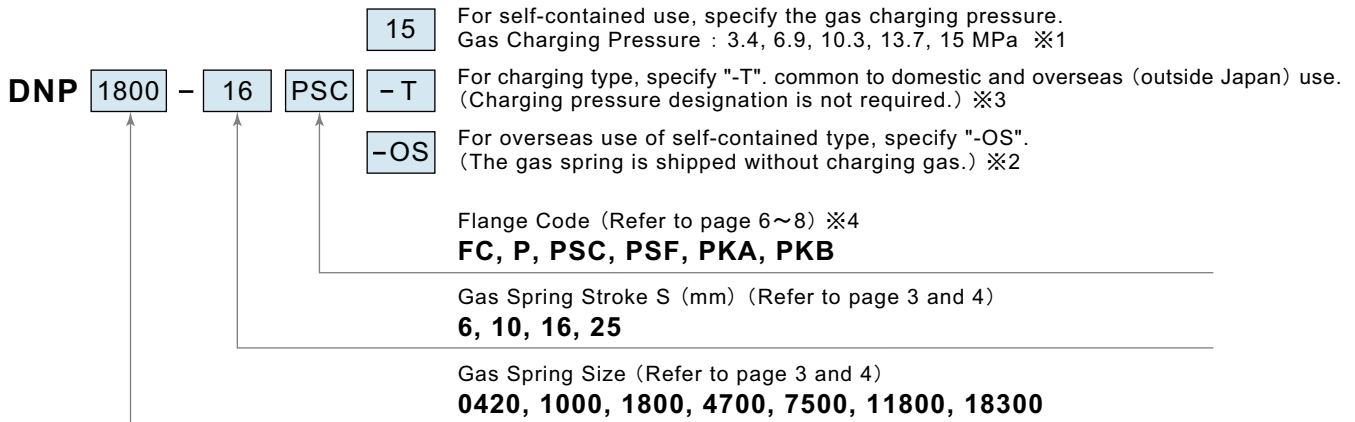 15
For self-contained use, specify the gas charging pressure.
Gas Charging Pressure : 3.4, 6.9, 10.3, 13.7, 15 MPa ※1
DNP 1800 – 16 PSC –T
For charging type, specify "-T". common to domestic and overseas (outside Japan) use.
(Charging pressure designation is not required.) ※3
–OS
For overseas use of self-contained type, specify "-OS".
(The gas spring is shipped without charging gas.) ※2
Flange Code (Refer to page 6～8) ※4
FC, P, PSC, PSF, PKA, PKB
Gas Spring Stroke S (mm) (Refer to page 3 and 4)
6, 10, 16, 25
Gas Spring Size (Refer to page 3 and 4)
0420, 1000, 1800, 4700, 7500, 11800, 18300